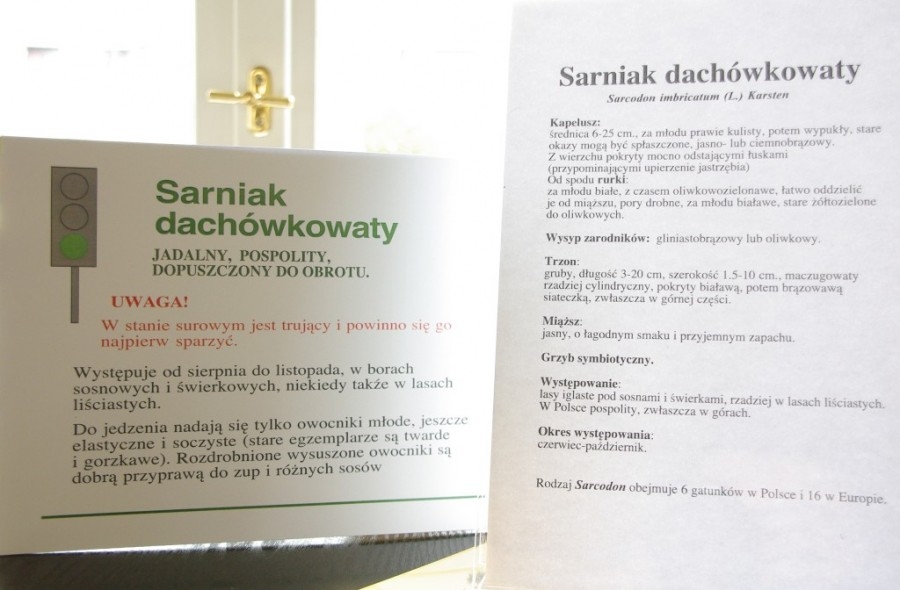 Sarniak
dachówkowaty
JADALNY, POSPOLITY,
DOPUSZCZONY DO OBROTU.
UWAGA!
W stanie surowym jest trujący i powinno się go
najpierw sparzyć.
Występuje od sierpnia do listopada, w borach
sosnowych i świerkowych, niekiedy także w lasach
liściastych.
Do jedzenia nadają się tylko owocniki młode, jeszcze
elastyczne i soczyste (stare egzemplarze są twarde
i gorzkawe). Rozdrobnione wysuszone owocniki są
dobrą przyprawą do zup i różnych sosów
Sarniak dachówkowaty
Sarcodon imbricatum (L.) Karsten
Kapelusz:
średnica 6-25 cm., za młodu prawie kulisty, potem wypukły, stare
okazy mogą być spłaszczone, jasno- lub ciemnobrązowy.
Z wierzchu pokryty mocno odstającymi łuskami
(przypominającymi upierzenie jastrzębia)
Od spodu rurki:
za młodu białe, z czasem oliwkowozielonawe, łatwo oddzielić
je od miąższu, pory drobne, za młodu białawe, stare żółtozielone
do oliwkowych.
Wysyp zarodników: gliniastobrązowy lub oliwkowy.
Trzon:
gruby, długość 3-20 cm, szerokość 1.5-10 cm., maczugowaty
rzadziej cylindryczny, pokryty białawą, potem brązowawą
siateczką, zwłaszcza w górnej części.
Miąższ:
jasny, o łagodnym smaku i przyjemnym zapachu.
Grzyb symbiotyczny.
Występowanie:
lasy iglaste pod sosnami i świerkami, rzadziej w lasach liściastych.
W Polsce pospolity, zwłaszcza w górach.
Okres występowania:
czerwiec-październik.
Rodzaj Sarcodon obejmuje 6 gatunków w Polsce i 16 w Europie.